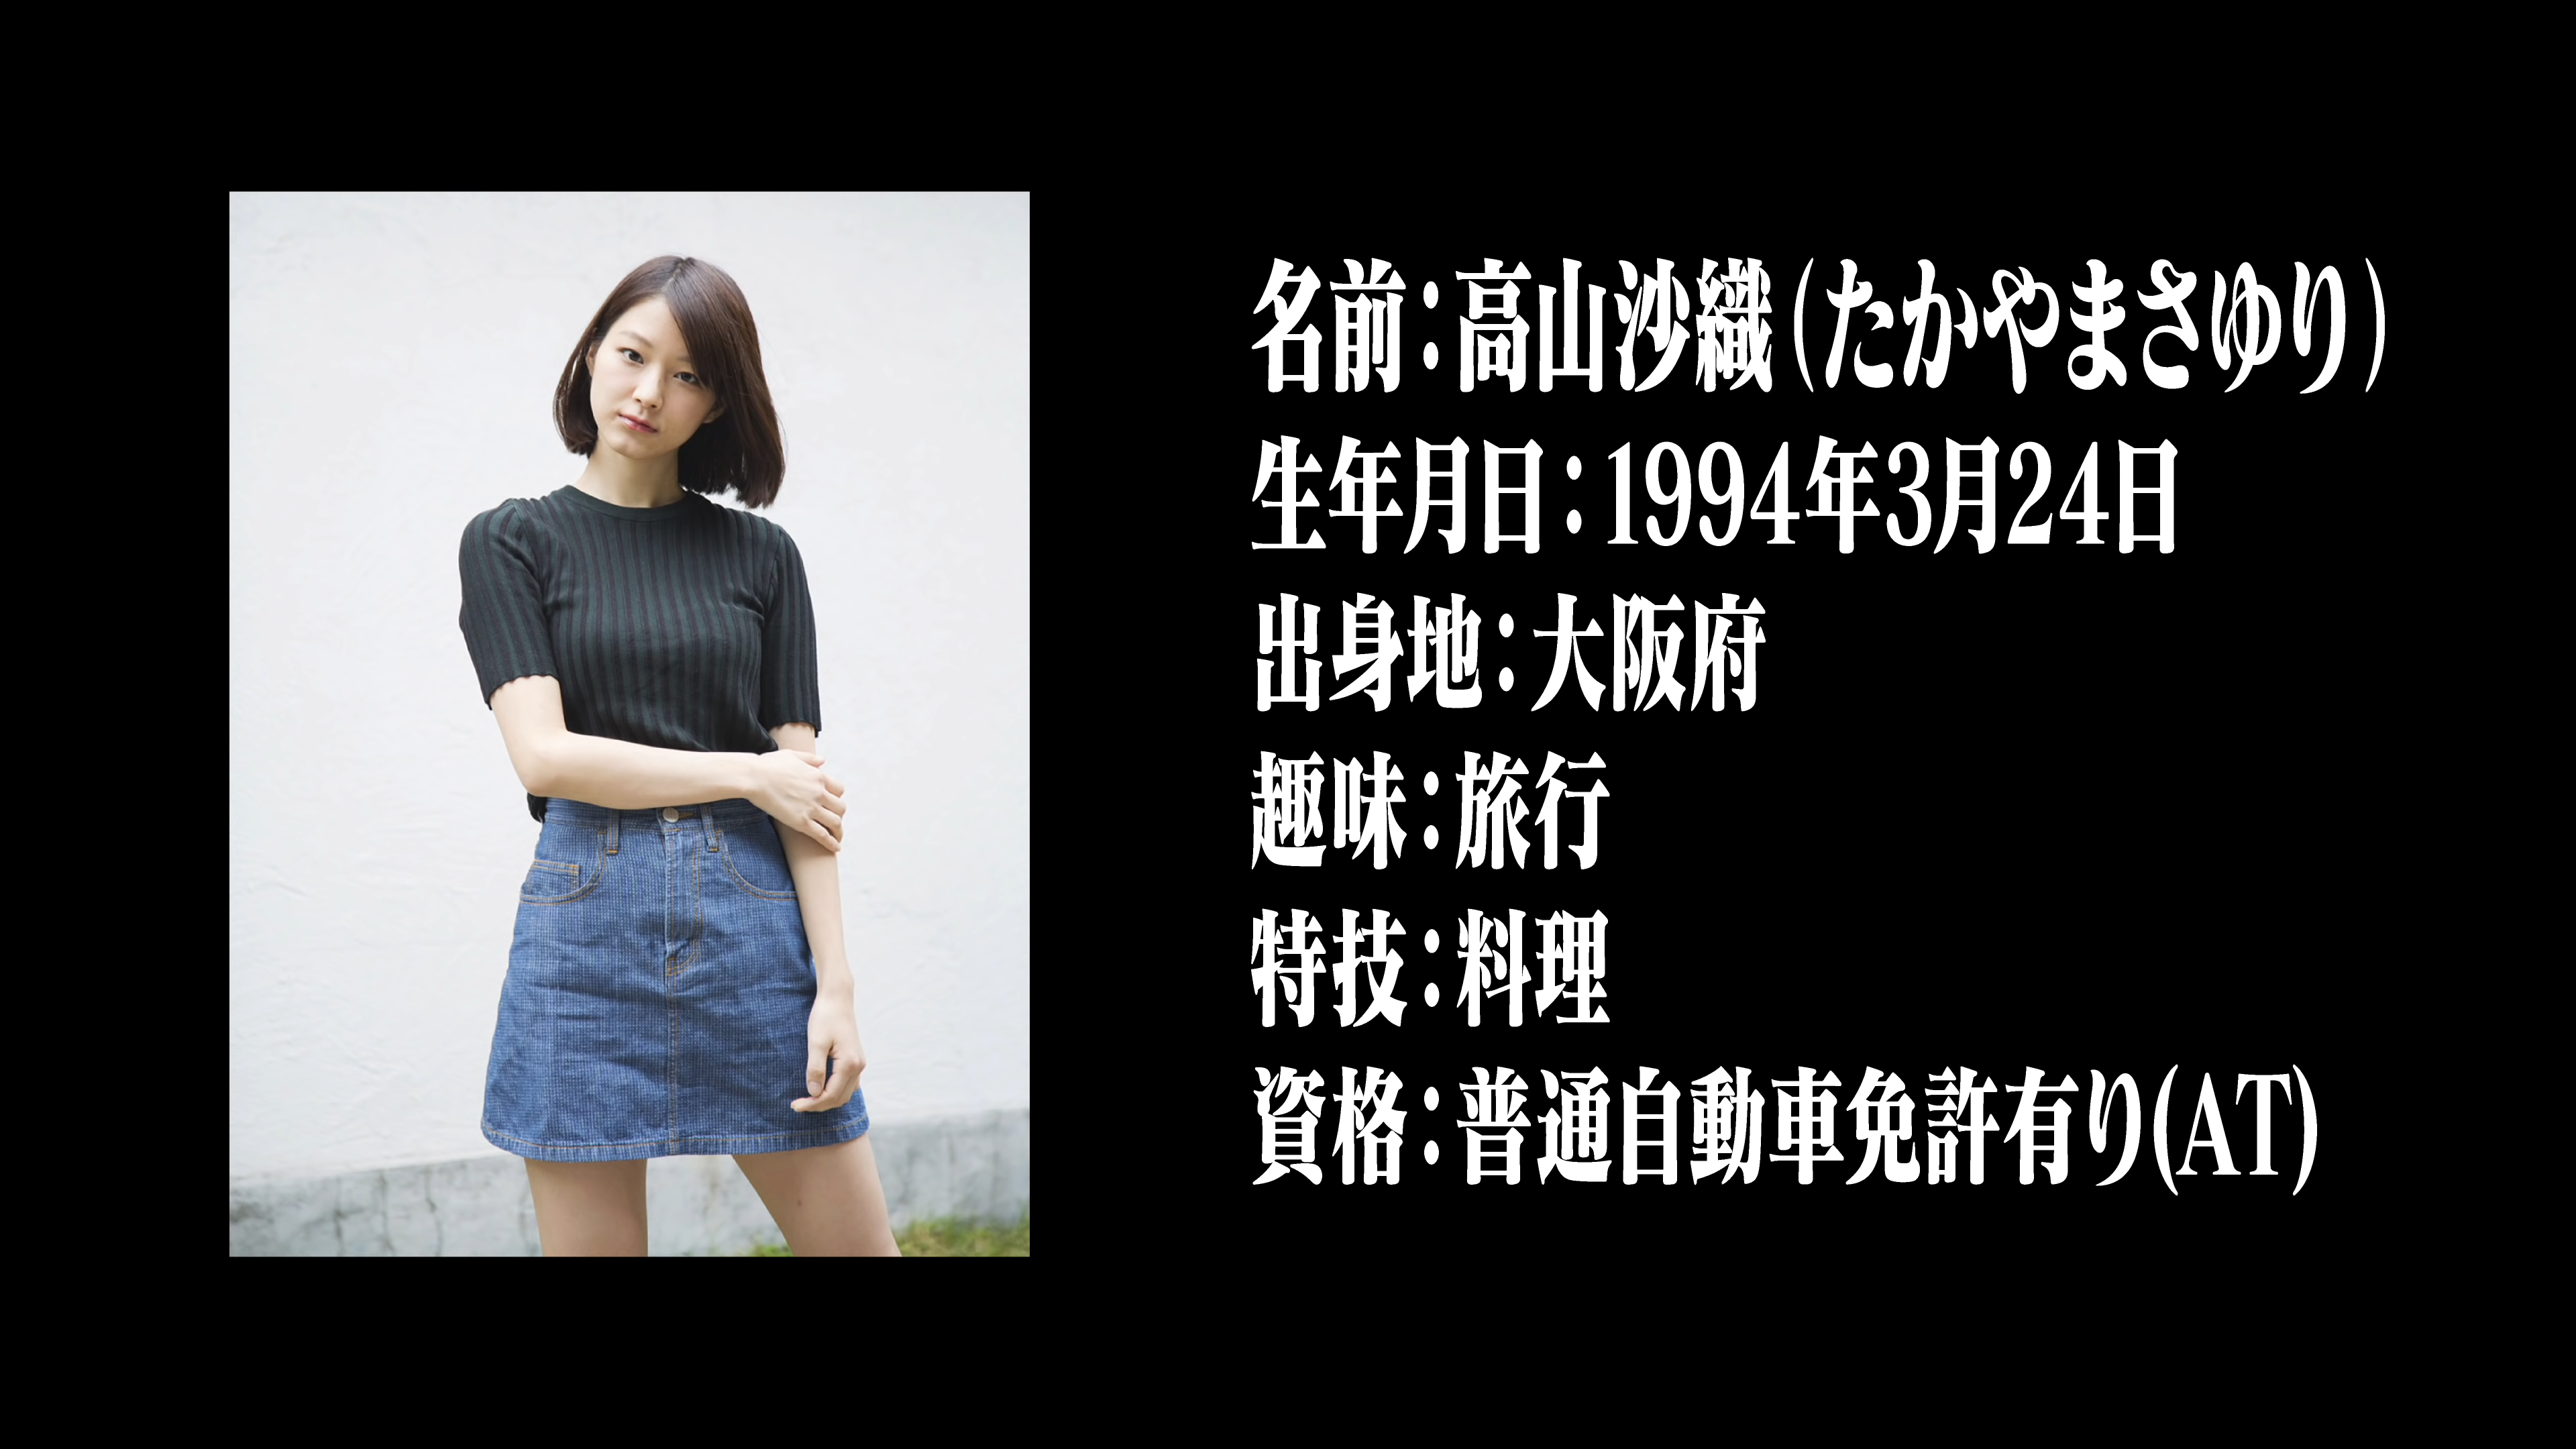 名前：高山沙織（たかやまさゆり）
生年月日：1994年3月24日
出身地：大阪府
趣味：旅行
特技：料理
資格：普通自動車免許有り(AT)